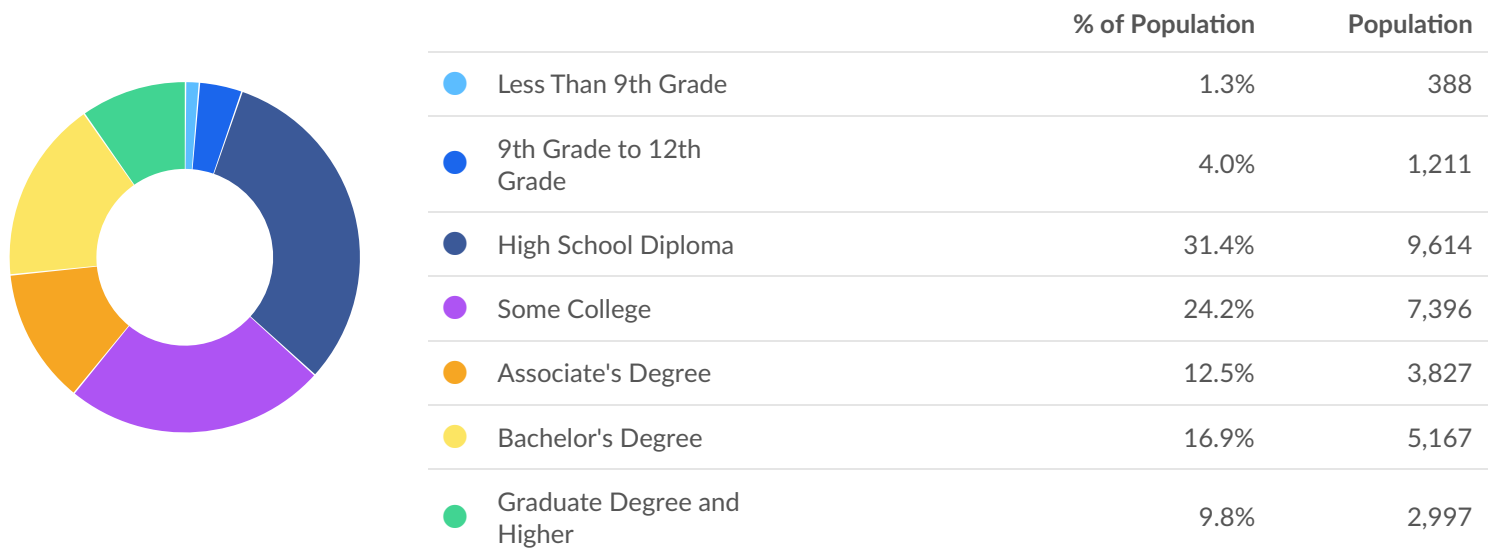 % of Population Population
Less Than 9th Grade 1.3% 388
9th Grade to 12th
Grade 4.0% 1,211
High School Diploma 31.4% 9,614
Some College 24.2% 7,396
Associate's Degree 12.5% 3,827
Bachelor's Degree 16.9% 5,167
Graduate Degree and
Higher 9.8% 2,997